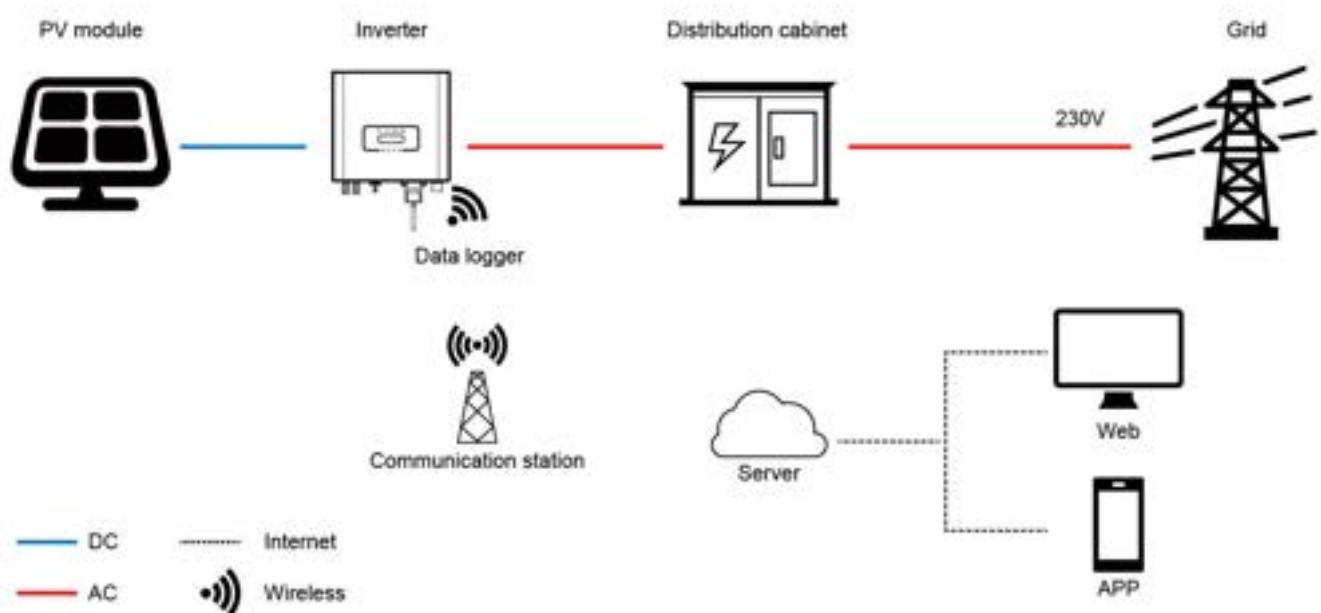 PV module
Inverter
Distribution cabinet
Grid
230V
Data logger
Communication station
Server
Web
APP
DC
Internet
AC
Wireless